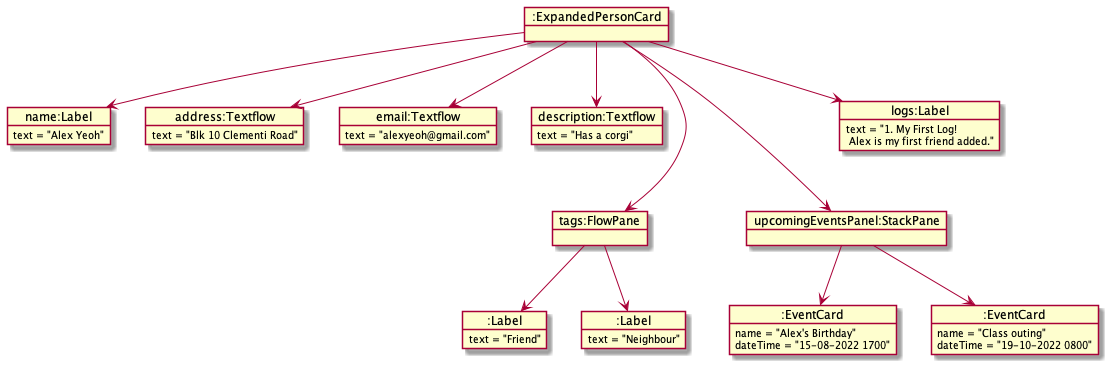 :ExpandedPersonCard
name:Label
text = "Alex Yeoh"
address:Textflow
text = "Blk 10 Clementi Road"
email:Textflow
text = "alexyeoh@gmail.com"
description:Textflow
text = "Has a corgi"
logs:Label
text = "1. My First Log!
Alex is my first friend added."
tags:FlowPane
upcomingEventsPanel:StackPane
:Label
text = "Friend"
:Label
text = "Neighbour"
:EventCard
name = "Alex's Birthday"
dateTime = "15-08-2022 1700"
:EventCard
name = "Class outing"
dateTime = "19-10-2022 0800"